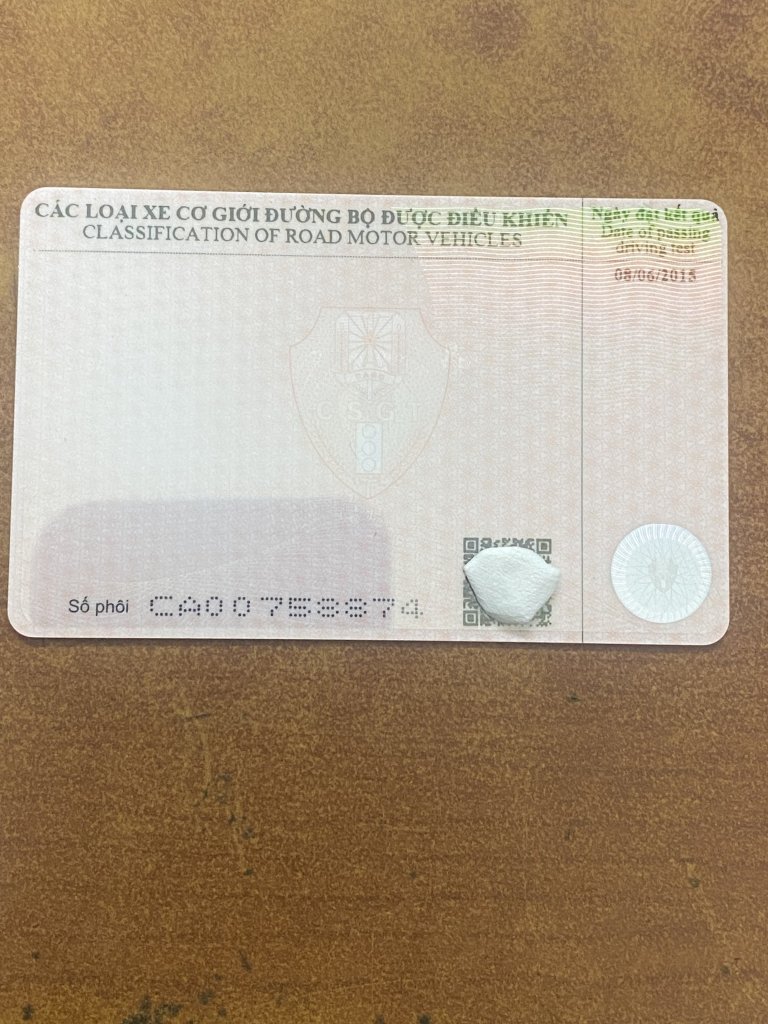 CÁC LOẠI XE CƠ GIỚI ĐƯỜNG BỘ ĐƯỢC ĐIỀU KHIỂN
CLASSIFICATION OF ROAD MOTOR VEHICLES
Ngày đạt kết quả
Date of passing
driving test
08/06/2015
CSGT
Số phôi CA00758874